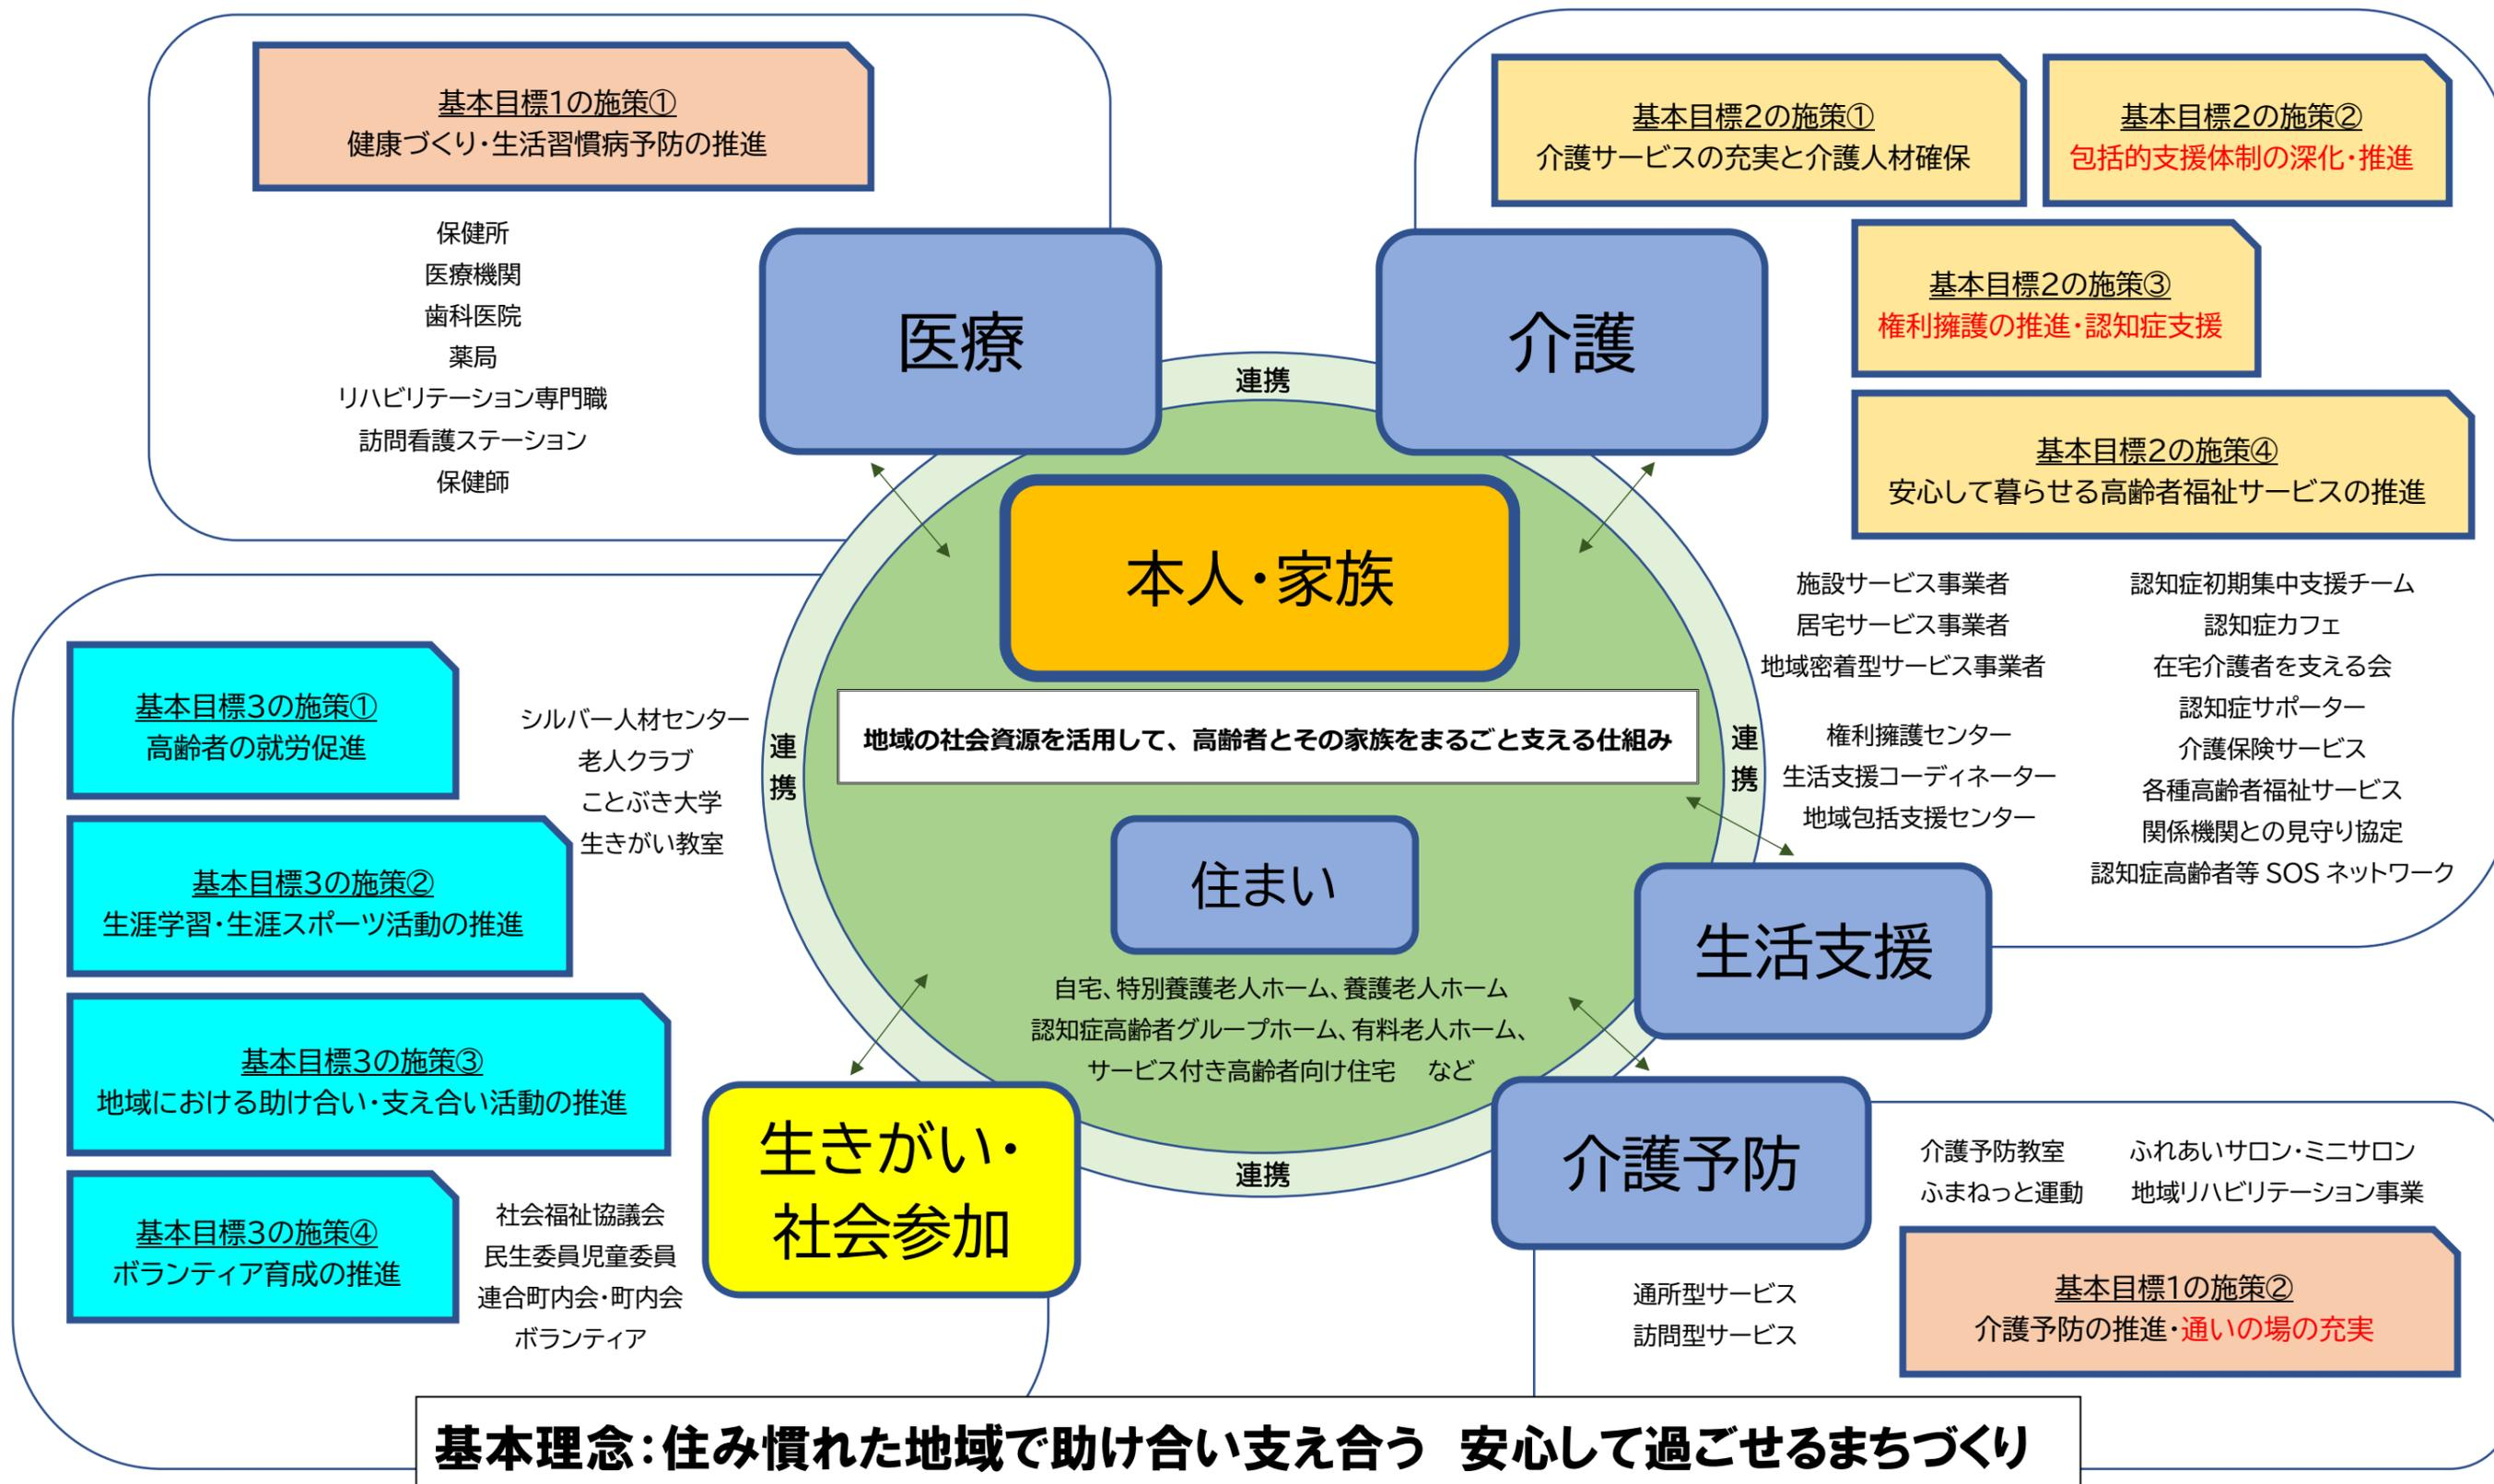 基本目標1の施策①
健康づくり・生活習慣病予防の推進
保健所
医療機関
歯科医院
薬局
リハビリテーション専門職
訪問看護ステーション
保健師
医療
基本目標2の施策①
介護サービスの充実と介護人材確保
基本目標2の施策②
包括的支援体制の深化・推進
基本目標2の施策③
権利擁護の推進・認知症支援
基本目標2の施策④
安心して暮らせる高齢者福祉サービスの推進
介護
連携
本人・家族
地域の社会資源を活用して、高齢者とその家族をまるごと支える仕組み
連携
連携
施設サービス事業者
居宅サービス事業者
地域密着型サービス事業者
権利擁護センター
生活支援コーディネーター
地域包括支援センター
認知症初期集中支援チーム
認知症カフェ
在宅介護者を支える会
認知症サポーター
介護保険サービス
各種高齢者福祉サービス
関係機関との見守り協定
認知症高齢者等 SOS ネットワーク
基本目標3の施策①
高齢者の就労促進
シルバー人材センター
老人クラブ
ことぶき大学
生きがい教室
基本目標3の施策②
生涯学習・生涯スポーツ活動の推進
基本目標3の施策③
地域における助け合い・支え合い活動の推進
基本目標3の施策④
ボランティア育成の推進
社会福祉協議会
民生委員児童委員
連合町内会・町内会
ボランティア
住まい
自宅、特別養護老人ホーム、養護老人ホーム
認知症高齢者グループホーム、有料老人ホーム、
サービス付き高齢者向け住宅　など
生活支援
生きがい・
社会参加
連携
介護予防
介護予防教室　ふれあいサロン・ミニサロン
ふまねっと運動　地域リハビリテーション事業
通所型サービス
訪問型サービス
基本目標1の施策②
介護予防の推進・通いの場の充実
基本理念：住み慣れた地域で助け合い支え合う　安心して過ごせるまちづくり